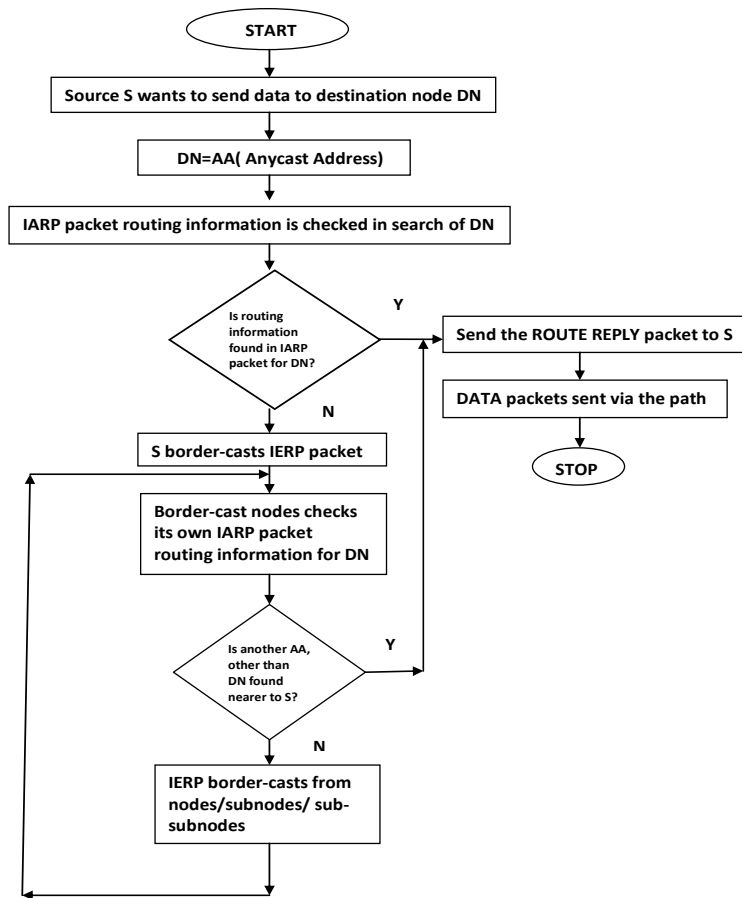 START
Source S wants to send data to destination node DN
DN=AA( Anycast Address)
IARP packet routing information is checked in search of DN
Is routing
information
found in IARP
packet for DN?
Y
Send the ROUTE REPLY packet to S
DATA packets sent via the path
STOP
N
S border-casts IERP packet
Border-cast nodes checks
its own IARP packet
routing information for DN
Is another AA,
other than
DN found
nearer to S?
Y
N
IERP border-casts from
nodes/subnodes/ sub-
subnodes